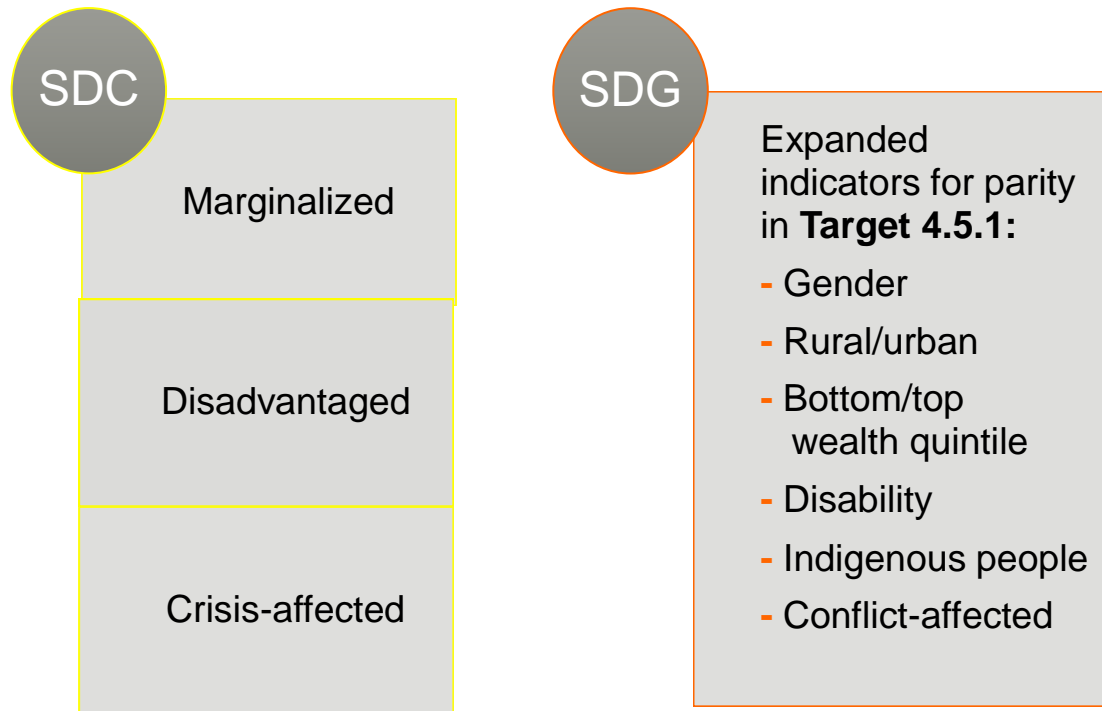 SDC
Marginalized
Disadvantaged
Crisis-affected
SDG
Expanded
indicators for parity
in Target 4.5.1:
- Gender
- Rural/urban
- Bottom/top
wealth quintile
- Disability
- Indigenous people
- Conflict-affected